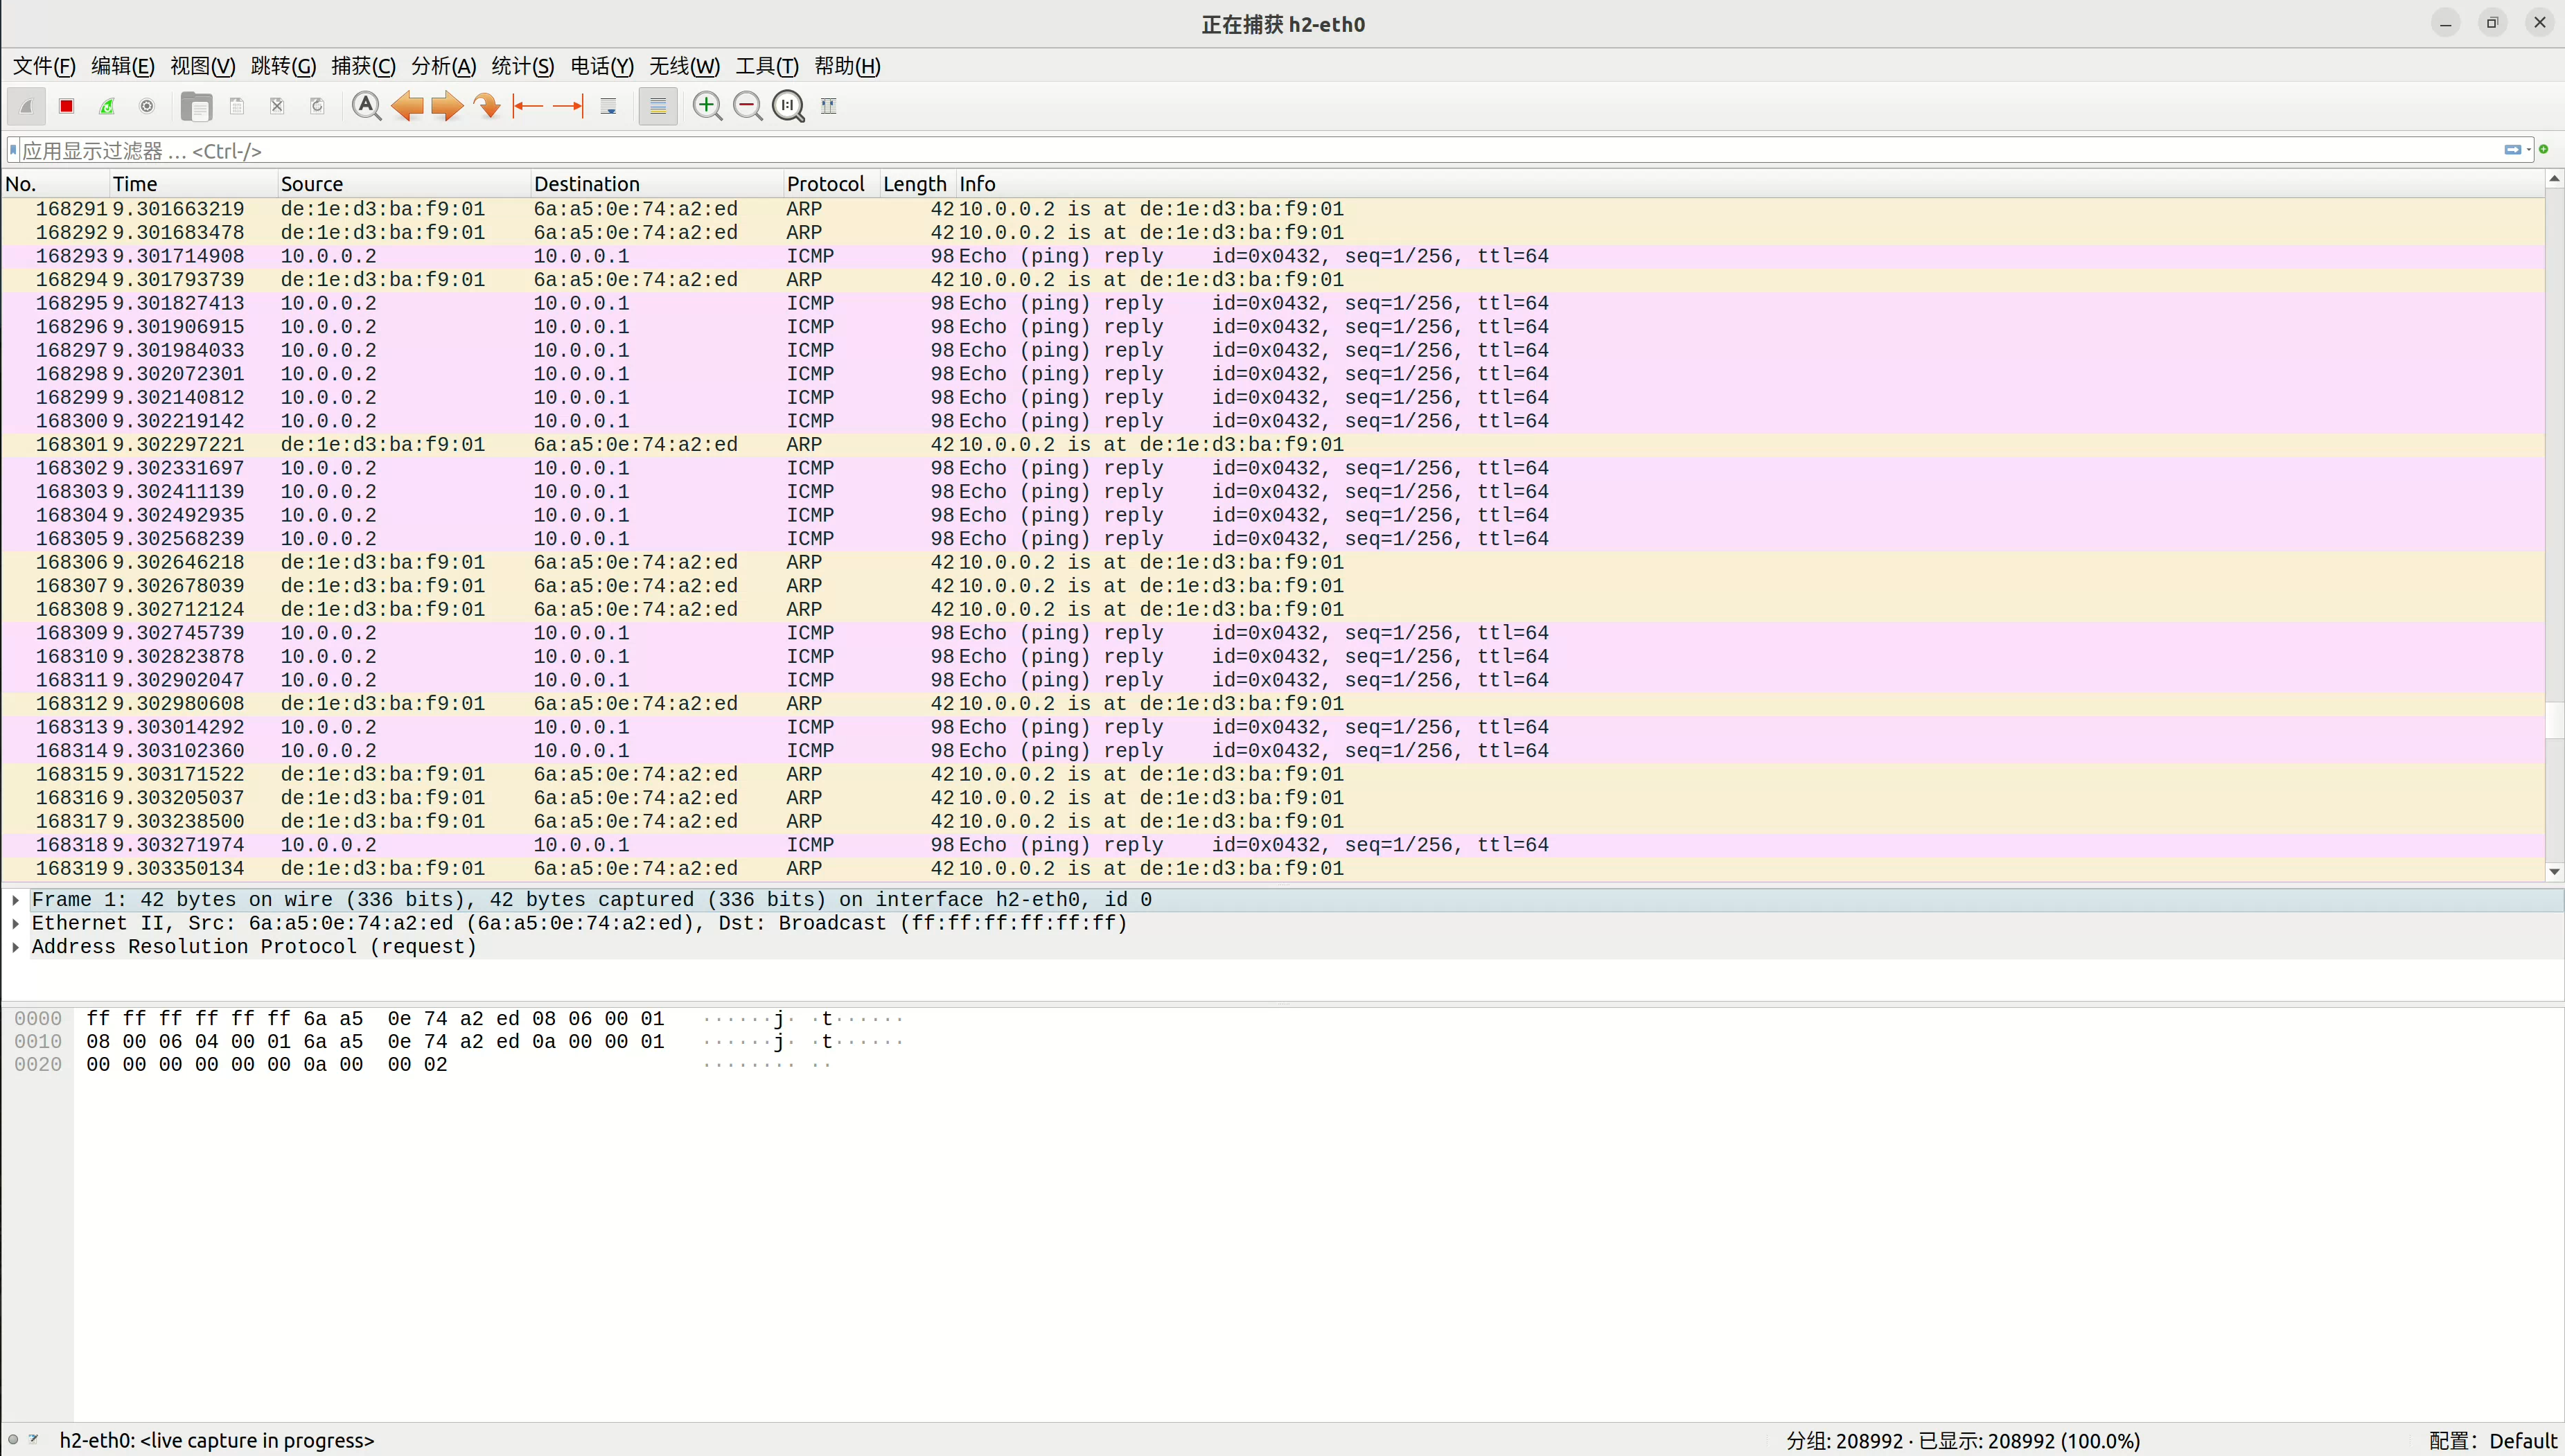 正在捕获 h2-eth0
文件(F) 编辑(E) 视图(V) 跳转(G) 捕获(C) 分析(A) 统计(S) 电话(Y) 无线(W) 工具(T) 帮助(H)
应用显示过滤器 … <Ctrl-/>
No. Time Source Destination Protocol Length Info
168291 9.301663219 de:1e:d3:ba:f9:01 6a:a5:0e:74:a2:ed ARP 42 10.0.0.2 is at de:1e:d3:ba:f9:01
168292 9.301683478 de:1e:d3:ba:f9:01 6a:a5:0e:74:a2:ed ARP 42 10.0.0.2 is at de:1e:d3:ba:f9:01
168293 9.301714908 10.0.0.2 10.0.0.1 ICMP 98 Echo (ping) reply id=0x0432, seq=1/256, ttl=64
168294 9.301793739 de:1e:d3:ba:f9:01 6a:a5:0e:74:a2:ed ARP 42 10.0.0.2 is at de:1e:d3:ba:f9:01
168295 9.301827413 10.0.0.2 10.0.0.1 ICMP 98 Echo (ping) reply id=0x0432, seq=1/256, ttl=64
168296 9.301906915 10.0.0.2 10.0.0.1 ICMP 98 Echo (ping) reply id=0x0432, seq=1/256, ttl=64
168297 9.301984033 10.0.0.2 10.0.0.1 ICMP 98 Echo (ping) reply id=0x0432, seq=1/256, ttl=64
168298 9.302072301 10.0.0.2 10.0.0.1 ICMP 98 Echo (ping) reply id=0x0432, seq=1/256, ttl=64
168299 9.302140812 10.0.0.2 10.0.0.1 ICMP 98 Echo (ping) reply id=0x0432, seq=1/256, ttl=64
168300 9.302219142 10.0.0.2 10.0.0.1 ICMP 98 Echo (ping) reply id=0x0432, seq=1/256, ttl=64
168301 9.302297221 de:1e:d3:ba:f9:01 6a:a5:0e:74:a2:ed ARP 42 10.0.0.2 is at de:1e:d3:ba:f9:01
168302 9.302331697 10.0.0.2 10.0.0.1 ICMP 98 Echo (ping) reply id=0x0432, seq=1/256, ttl=64
168303 9.302411139 10.0.0.2 10.0.0.1 ICMP 98 Echo (ping) reply id=0x0432, seq=1/256, ttl=64
168304 9.302492935 10.0.0.2 10.0.0.1 ICMP 98 Echo (ping) reply id=0x0432, seq=1/256, ttl=64
168305 9.302568239 10.0.0.2 10.0.0.1 ICMP 98 Echo (ping) reply id=0x0432, seq=1/256, ttl=64
168306 9.302646218 de:1e:d3:ba:f9:01 6a:a5:0e:74:a2:ed ARP 42 10.0.0.2 is at de:1e:d3:ba:f9:01
168307 9.302678039 de:1e:d3:ba:f9:01 6a:a5:0e:74:a2:ed ARP 42 10.0.0.2 is at de:1e:d3:ba:f9:01
168308 9.302712124 de:1e:d3:ba:f9:01 6a:a5:0e:74:a2:ed ARP 42 10.0.0.2 is at de:1e:d3:ba:f9:01
168309 9.302745739 10.0.0.2 10.0.0.1 ICMP 98 Echo (ping) reply id=0x0432, seq=1/256, ttl=64
168310 9.302823878 10.0.0.2 10.0.0.1 ICMP 98 Echo (ping) reply id=0x0432, seq=1/256, ttl=64
168311 9.302902047 10.0.0.2 10.0.0.1 ICMP 98 Echo (ping) reply id=0x0432, seq=1/256, ttl=64
168312 9.302980608 de:1e:d3:ba:f9:01 6a:a5:0e:74:a2:ed ARP 42 10.0.0.2 is at de:1e:d3:ba:f9:01
168313 9.303014292 10.0.0.2 10.0.0.1 ICMP 98 Echo (ping) reply id=0x0432, seq=1/256, ttl=64
168314 9.303102360 10.0.0.2 10.0.0.1 ICMP 98 Echo (ping) reply id=0x0432, seq=1/256, ttl=64
168315 9.303171522 de:1e:d3:ba:f9:01 6a:a5:0e:74:a2:ed ARP 42 10.0.0.2 is at de:1e:d3:ba:f9:01
168316 9.303205037 de:1e:d3:ba:f9:01 6a:a5:0e:74:a2:ed ARP 42 10.0.0.2 is at de:1e:d3:ba:f9:01
168317 9.303238500 de:1e:d3:ba:f9:01 6a:a5:0e:74:a2:ed ARP 42 10.0.0.2 is at de:1e:d3:ba:f9:01
168318 9.303271974 10.0.0.2 10.0.0.1 ICMP 98 Echo (ping) reply id=0x0432, seq=1/256, ttl=64
168319 9.303350134 de:1e:d3:ba:f9:01 6a:a5:0e:74:a2:ed ARP 42 10.0.0.2 is at de:1e:d3:ba:f9:01
Frame 1: 42 bytes on wire (336 bits), 42 bytes captured (336 bits) on interface h2-eth0, id 0
Ethernet II, Src: 6a:a5:0e:74:a2:ed (6a:a5:0e:74:a2:ed), Dst: Broadcast (ff:ff:ff:ff:ff:ff)
Address Resolution Protocol (request)
0000 ff ff ff ff ff ff 6a a5 0e 74 a2 ed 08 06 00 01 ······j· ·t······
0010 08 00 06 04 00 01 6a a5 0e 74 a2 ed 0a 00 00 01 ······j· ·t······
0020 00 00 00 00 00 00 0a 00 00 02 ········ ··
h2-eth0: <live capture in progress> 分组: 208992 · 已显示: 208992 (100.0%) 配置: Default